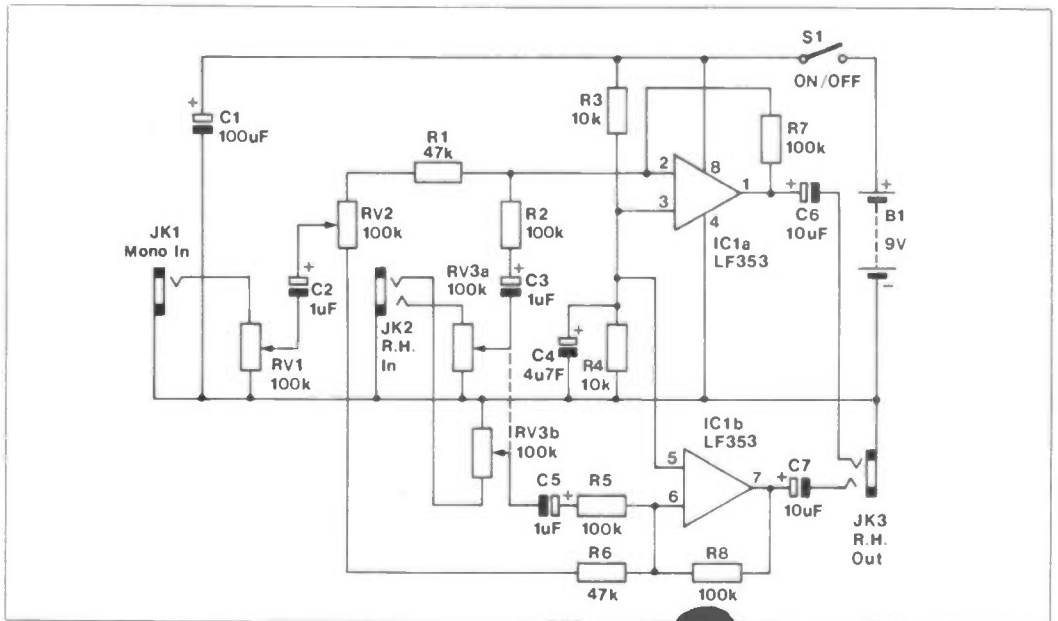 S1
ON/OFF
+
C1
100uF
R3
10k
R1
47k
R7
100k
2
8
1
3
4
+
C6
10uF
+
B1
9V
−
IC1a
LF353
JK1
Mono In
RV2
100k
R2
100k
+
C2
1uF
RV3a
100k
+
C3
1uF
JK2
R.H.
In
RV1
100k
+
C4
4u7F
R4
10k
IC1b
LF353
RV3b
100k
5
6
7
+
C7
10uF
C5
+
1uF
R5
100k
JK3
R.H.
Out
R6
47k
R8
100k